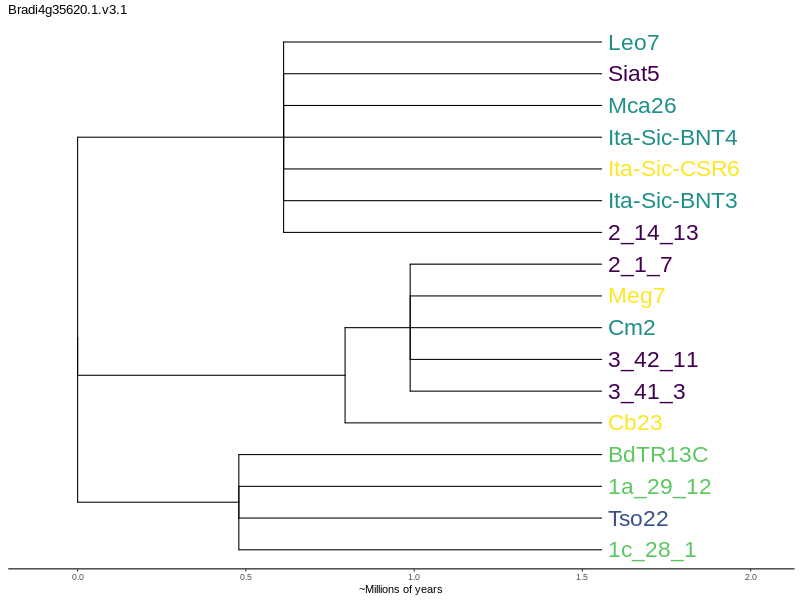 Bradi4g35620.1.v3.1
Leo7
Siat5
Mca26
Ita-Sic-BNT4
Ita-Sic-CSR6
Ita-Sic-BNT3
2_14_13
2_1_7
Meg7
Cm2
3_42_11
3_41_3
Cb23
BdTR13C
1a_29_12
Tso22
1c_28_1
0.0 0.5 1.0 1.5 2.0
~Millions of years